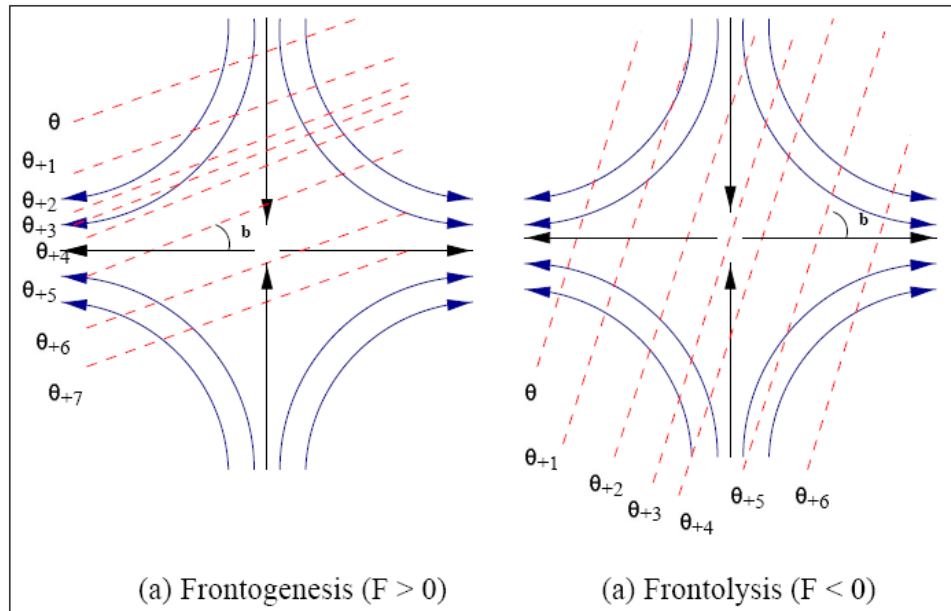 θ
θ+1
θ+2
θ+3
θ+4
θ+5
θ+6
θ+7
b
(a) Frontogenesis (F > 0)
b
θ
θ+1
θ+2
θ+3
θ+4
θ+5
θ+6
(a) Frontolysis (F < 0)